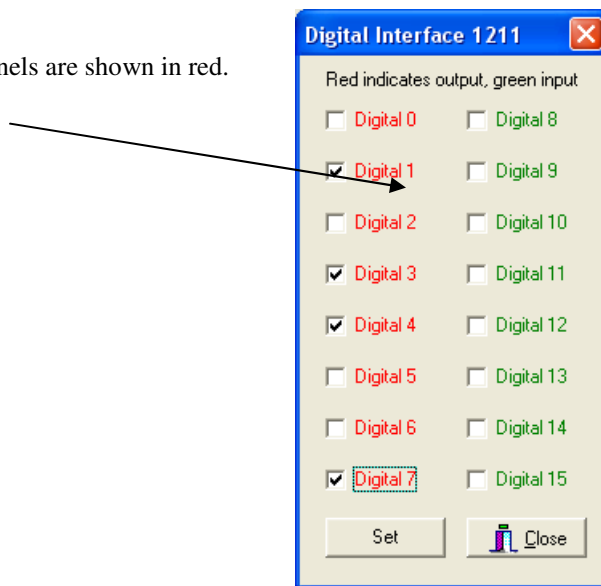 nels are shown in red.
Digital Interface 1211
Red indicates output, green input
Digital 0 Digital 8
Digital 1 Digital 9
Digital 2 Digital 10
Digital 3 Digital 11
Digital 4 Digital 12
Digital 5 Digital 13
Digital 6 Digital 14
Digital 7 Digital 15
Set Close